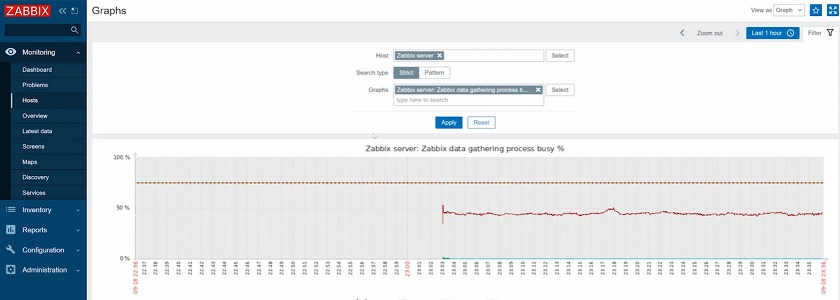 ZABBIX
Graphs
View as Graph
Zoom out
Last 1 hour
Filter
Monitoring
Dashboard
Problems
Hosts
Overview
Latest data
Screens
Maps
Discovery
Services
Inventory
Reports
Configuration
Administration
Host
Zabbix server
Select
Search type
Strict
Pattern
Graphs
Zabbix server: Zabbix data gathering process b...
Select
type here to search
Apply
Reset
Zabbix server: Zabbix data gathering process busy %
100 %
50 %
0 %
09-18 22:36
22:37
22:38
22:39
22:40
22:41
22:42
22:43
22:44
22:45
22:46
22:47
22:48
22:49
22:50
22:51
22:52
22:53
22:54
22:55
22:56
22:57
22:58
22:59
23:00
23:01
23:02
23:03
23:04
23:05
23:06
23:07
23:08
23:09
23:10
23:11
23:12
23:13
23:14
23:15
23:16
23:17
23:18
23:19
23:20
23:21
23:22
23:23
23:24
23:25
23:26
23:27
23:28
23:29
23:30
23:31
23:32
23:33
23:34
23:35
09-18 23:36